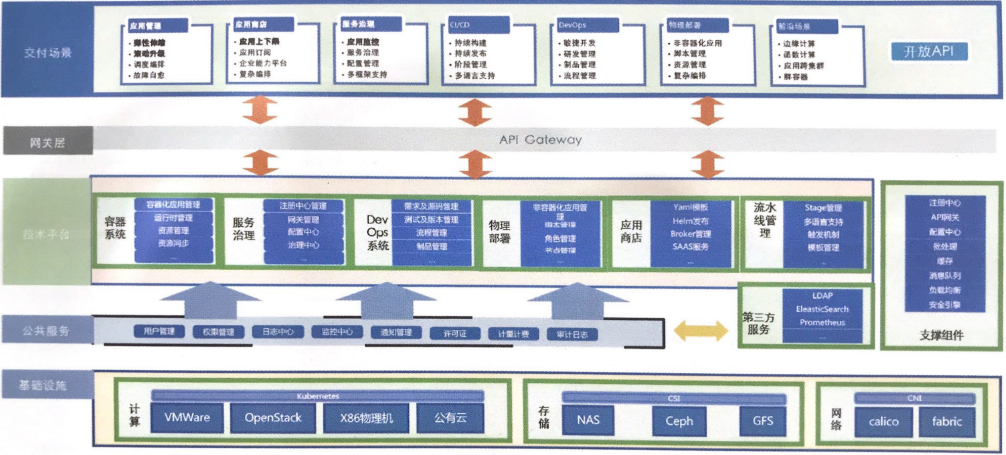 交付场景
应用管理
弹性伸缩
滚动升级
调度编排
故障自愈
应用商店
应用上下架
应用订阅
企业能力平台
复杂编排
服务治理
应用监控
服务治理
配置管理
多框架支持
CI/CD
持续构建
持续发布
阶段管理
多语言支持
DevOps
敏捷开发
研发管理
制品管理
流程管理
物理部署
非容器化应用
脚本管理
资源管理
复杂编排
前沿场景
边缘计算
函数计算
应用跨集群
群容器
开放API
网关层
API Gateway
技术平台
容器
系统
容器化应用管理
运行时管理
资源管理
资源同步
...
服务
治理
注册中心管理
网关管理
配置中心
治理中心
...
Dev
Ops
系统
需求及源码管理
测试及版本管理
流程管理
制品管理
...
物理
部署
非容器化应用管
理
脚本管理
角色管理
节点管理
...
应用
商店
Yaml模板
Helm发布
Broker管理
SAAS服务
...
流水
线管
理
Stage管理
多语言支持
触发机制
模板管理
...
注册中心
API网关
配置中心
批处理
缓存
消息队列
负载均衡
安全引擎
支撑组件
公共服务
用户管理
权限管理
日志中心
监控中心
通知管理
许可证
计量计费
审计日志
第三方
服务
LDAP
EleasticSearch
Prometheus
...
基础设施
计
算
Kubernetes
VMWare
OpenStack
X86物理机
公有云
存
储
CSI
NAS
Ceph
GFS
网
络
CNI
calico
fabric